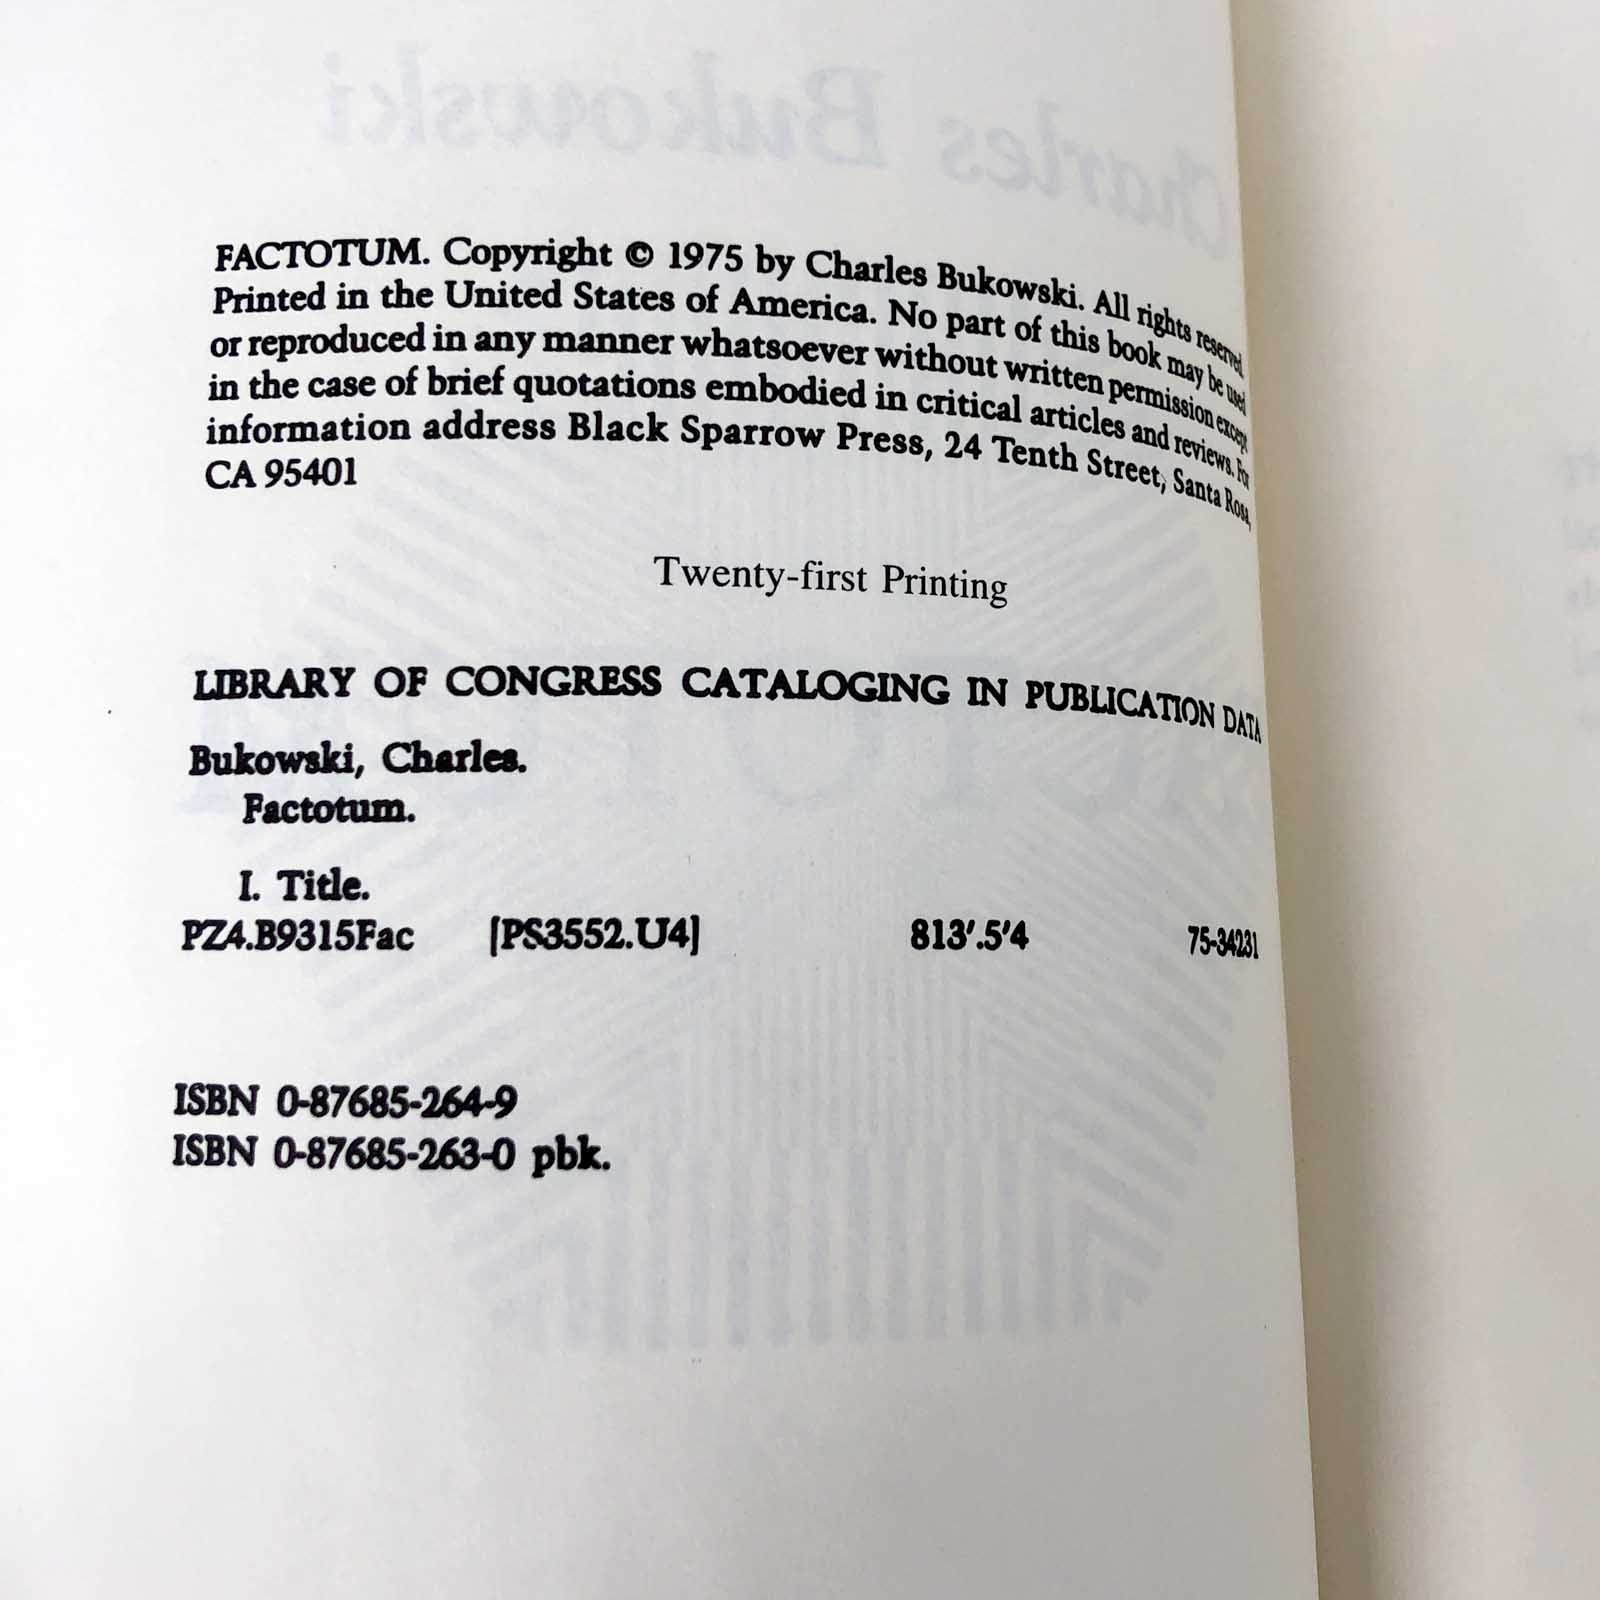 Charles Bukowski
FACTOTUM. Copyright © 1975 by Charles Bukowski. All rights reserved.
Printed in the United States of America. No part of this book may be used
or reproduced in any manner whatsoever without written permission except
in the case of brief quotations embodied in critical articles and reviews. For
information address Black Sparrow Press, 24 Tenth Street, Santa Rosa,
CA 95401
Twenty-first Printing
LIBRARY OF CONGRESS CATALOGING IN PUBLICATION DATA
Bukowski, Charles.
Factotum.
I. Title.
PZ4.B9315Fac [PS3552.U4] 813'.5'4 75-34231
ISBN 0-87685-264-9
ISBN 0-87685-263-0 pbk.